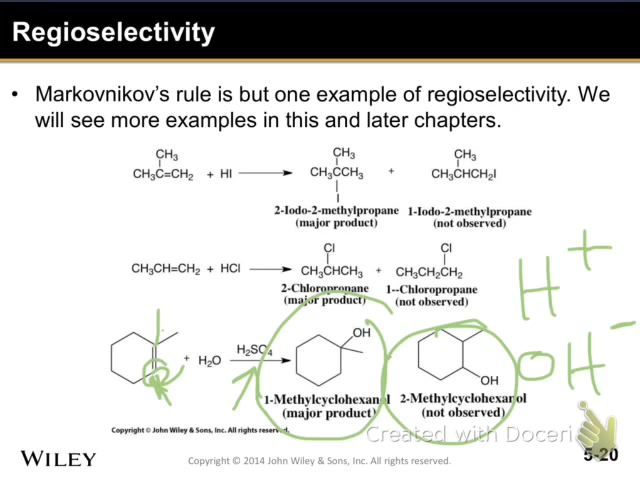 Regioselectivity
• Markovnikov's rule is but one example of regioselectivity. We
will see more examples in this and later chapters.
CH₃ CH₃ CH₃
CH₃C=CH₂ + HI CH₃CCH₃ + CH₃CHCH₂I
I
2-Iodo-2-methylpropane 1-Iodo-2-methylpropane
(major product) (not observed)
Cl Cl
CH₃CH=CH₂ + HCl CH₃CHCH₃ + CH₃CH₂CH₂
2-Chloropropane 1--Chloropropane
(major product) (not observed)
H+
OH
+ H₂O H₂SO₄
OH-
OH
1-Methylcyclohexanol 2-Methylcyclohexanol
(major product) (not observed)
Copyright © John Wiley & Sons, Inc. All rights reserved.
Created with Doceri
WILEY Copyright © 2014 John Wiley & Sons, Inc. All rights reserved. 5-20